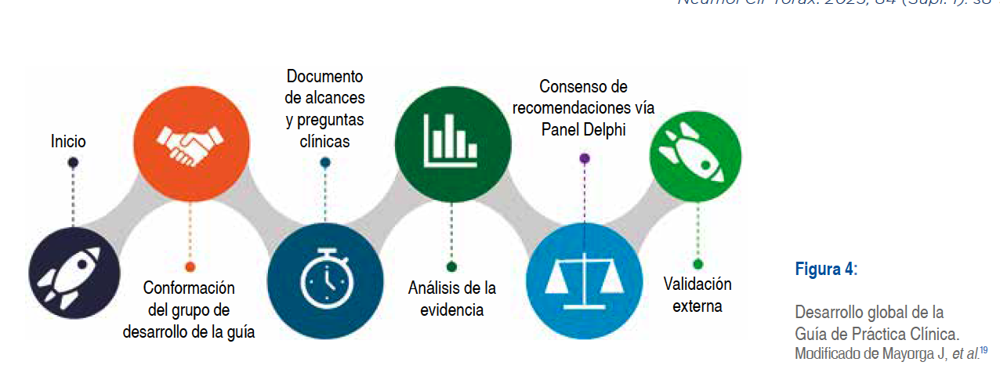 Inicio
Conformación
del grupo de
desarrollo de la guía
Documento
de alcances
y preguntas
clínicas
Análisis de la
evidencia
Consenso de
recomendaciones vía
Panel Delphi
Validación
externa
Figura 4:
Desarrollo global de la
Guía de Práctica Clínica.
Modificado de Mayorga J, et al.19